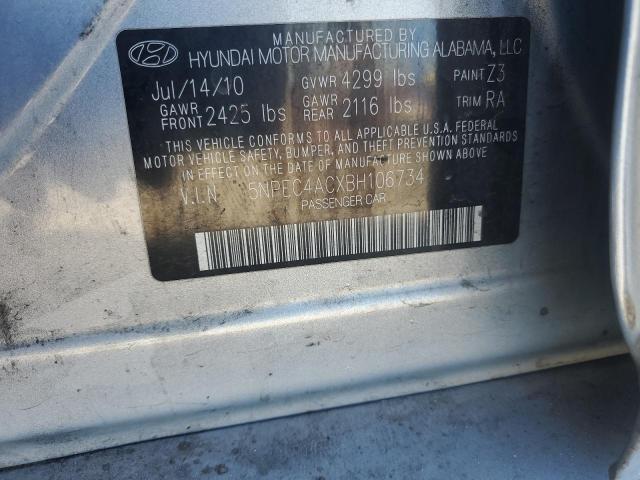 MANUFACTURED BY
HYUNDAI MOTOR MANUFACTURING ALABAMA, LLC
Jul/14/10 GVWR 4299 lbs PAINT Z3
GAWR FRONT 2425 lbs GAWR REAR 2116 lbs TRIM RA
THIS VEHICLE CONFORMS TO ALL APPLICABLE U.S.A. FEDERAL
MOTOR VEHICLE SAFETY, BUMPER, AND THEFT PREVENTION
STANDARDS IN EFFECT ON THE DATE OF MANUFACTURE
SHOWN ABOVE.
V.I.N 5NPEC4ACXBH106734
PASSENGER CAR